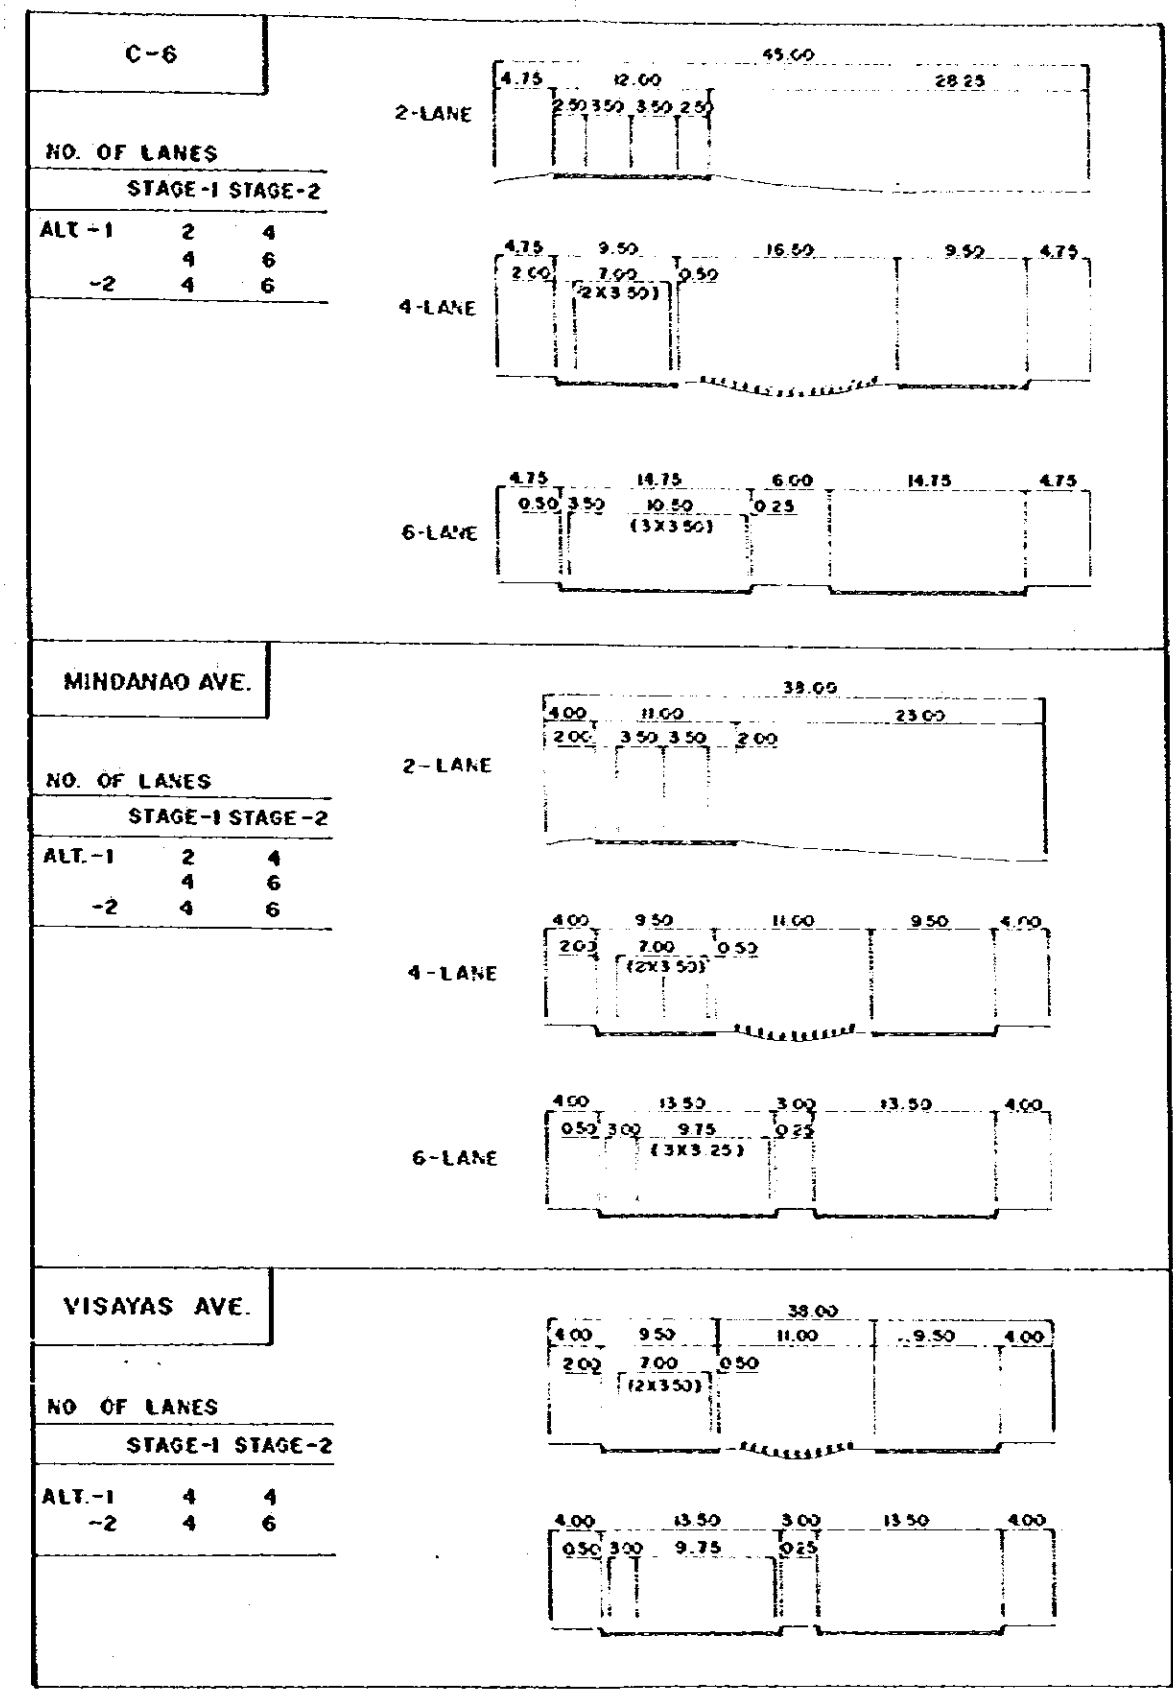 C-6
NO. OF LANES
STAGE-1 STAGE-2
ALT.-1 2 4
4 6
-2 4 6
2-LANE
45.00
4.75 12.00 28.25
2.50 3.50 3.50 2.50
4-LANE
4.75 9.50 16.50 9.50 4.75
2.00 7.00 0.50
(2X3.50)
6-LANE
4.75 14.75 6.00 14.75 4.75
0.50 3.50 10.50 0.25
(3X3.50)
MINDANAO AVE.
NO. OF LANES
STAGE-1 STAGE-2
ALT.-1 2 4
4 6
-2 4 6
2-LANE
38.00
4.00 11.00 23.00
2.00 3.50 3.50 2.00
4-LANE
4.00 9.50 11.00 9.50 4.00
2.00 7.00 0.50
(2X3.50)
6-LANE
4.00 13.50 3.00 13.50 4.00
0.50 3.00 9.75 0.25
(3X3.25)
VISAYAS AVE.
NO. OF LANES
STAGE-1 STAGE-2
ALT.-1 4 4
-2 4 6
38.00
4.00 9.50 11.00 9.50 4.00
2.00 7.00 0.50
(2X3.50)
4.00 13.50 3.00 13.50 4.00
0.50 3.00 9.75 0.25